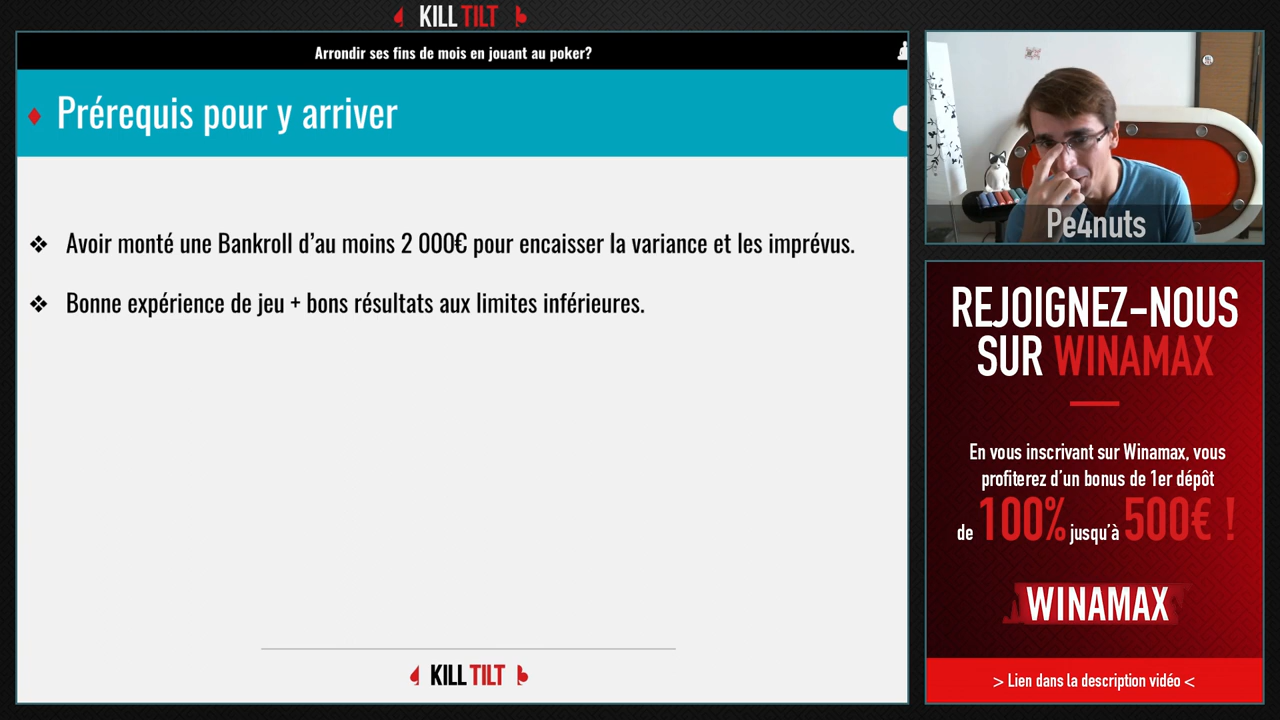 KILL TILT
Arrondir ses fins de mois en jouant au poker?
Prérequis pour y arriver
❖ Avoir monté une Bankroll d’au moins 2 000€ pour encaisser la variance et les imprévus.
❖ Bonne expérience de jeu + bons résultats aux limites inférieures.
KILL TILT
Pe4nuts
REJOIGNEZ-NOUS
SUR WINAMAX
En vous inscrivant sur Winamax, vous
profiterez d’un bonus de 1er dépôt
de 100% jusqu’à 500€ !
WINAMAX
> Lien dans la description vidéo <